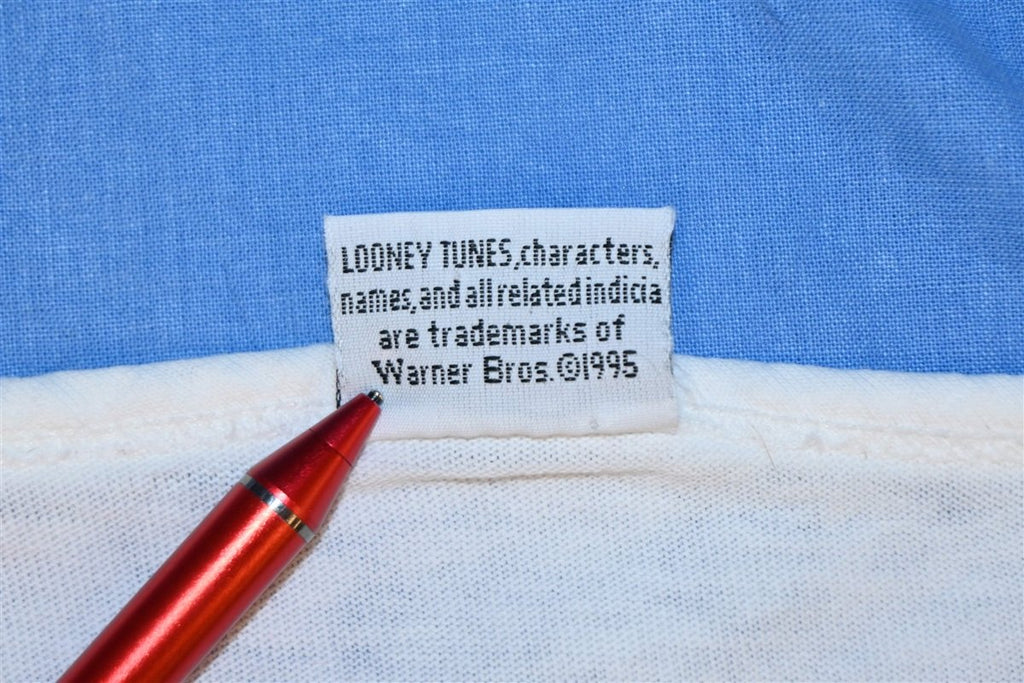 LOONEY TUNES,characters,
names,and all related indicia
are trademarks of
Warner Bros.©1995